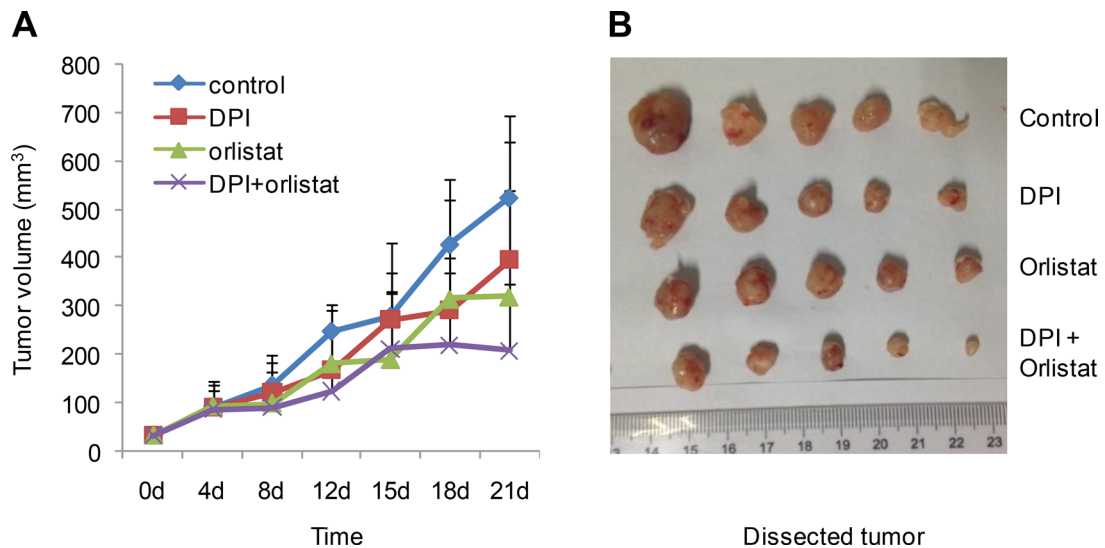 A
800
700
600
500
400
300
200
100
0
Tumor volume (mm³)
control
DPI
orlistat
DPI+orlistat
0d 4d 8d 12d 15d 18d 21d
Time
B
Control
DPI
Orlistat
DPI +
Orlistat
14 15 16 17 18 19 20 21 22 23
Dissected tumor